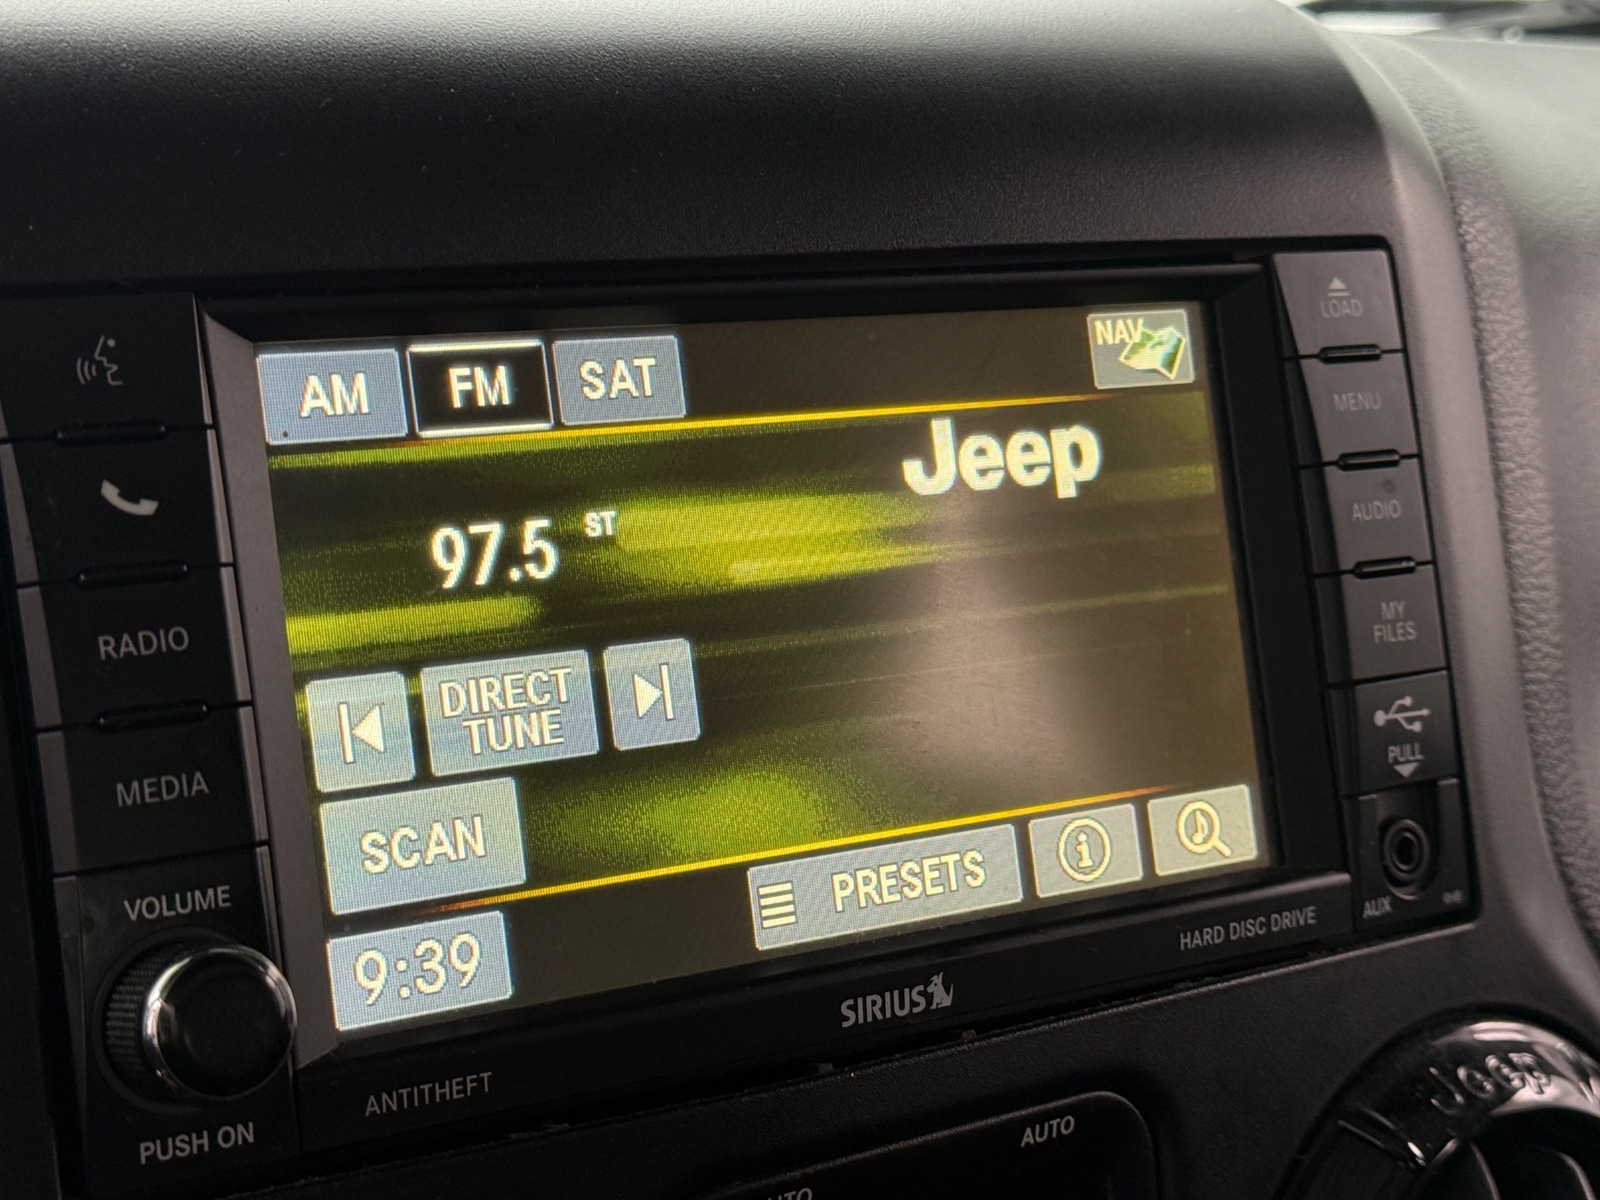 AM
FM
SAT
NAV
Jeep
97.5 ST
DIRECT
TUNE
SCAN
PRESETS
9:39
RADIO
MEDIA
VOLUME
PUSH ON
LOAD
MENU
AUDIO
MY
FILES
PULL
AUX
HARD DISC DRIVE
SIRIUS
ANTITHEFT
AUTO
Jeep